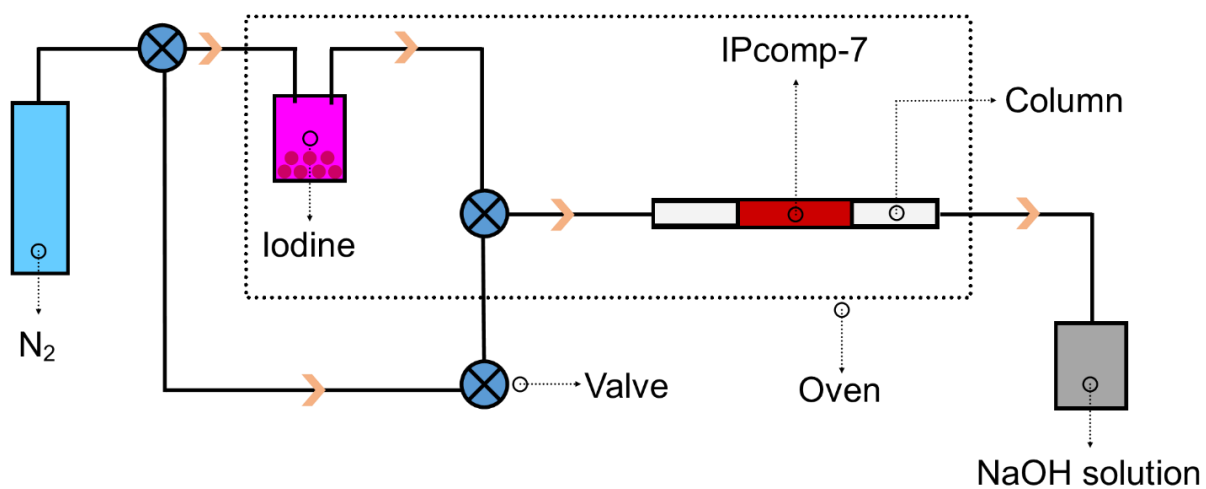 IPcomp-7
Column
Iodine
N₂
Valve
Oven
NaOH solution